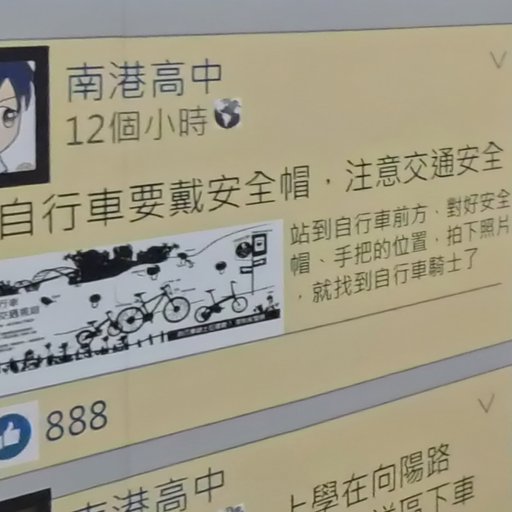 南港高中
12個小時
自行車要戴安全帽，注意交通安全
站到自行車前方、對好安全
帽、手把的位置，拍下照片
，就找到自行車騎士了
888
南港高中
上學在向陽路
下車